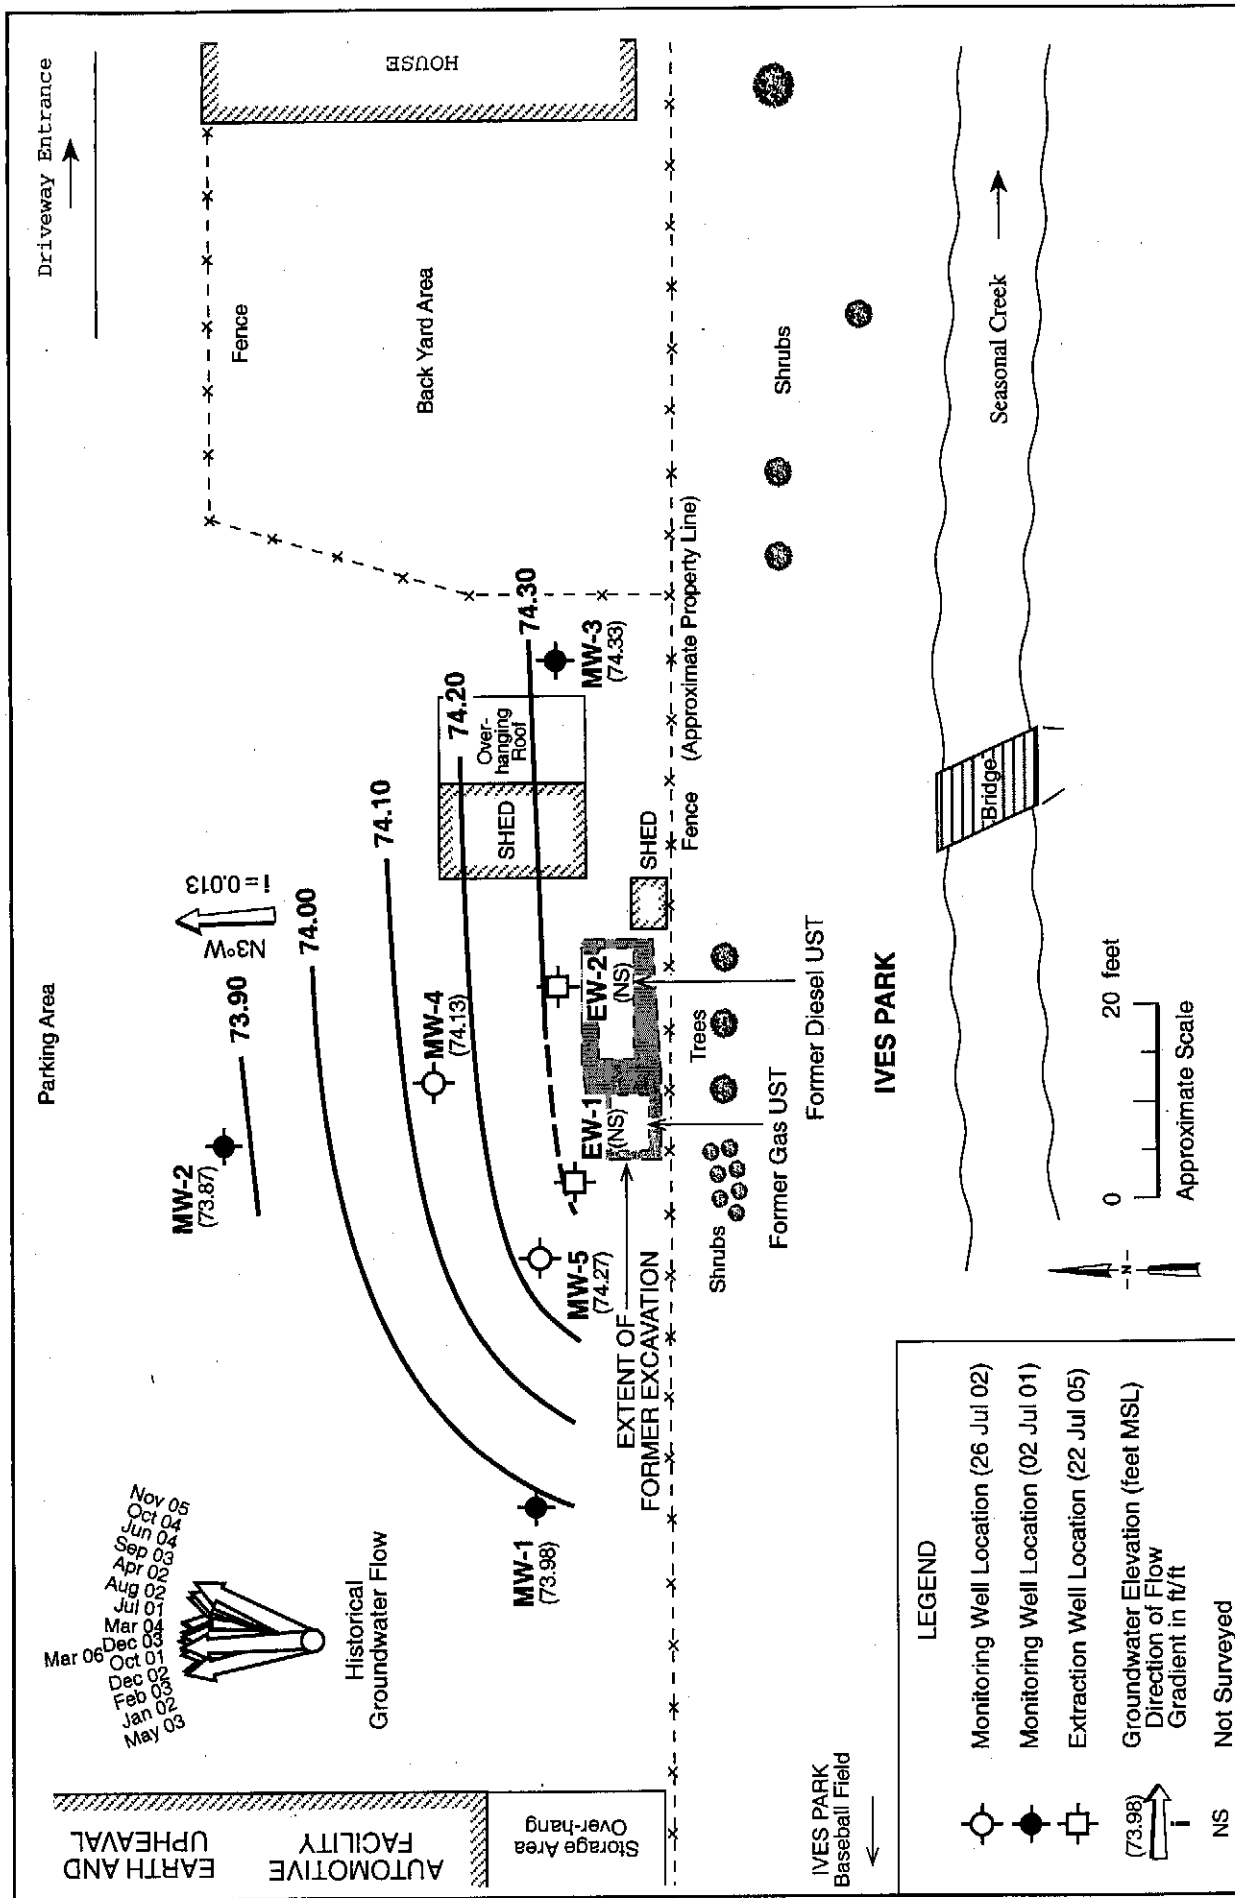 Parking Area
Driveway Entrance
EARTH AND
UPHEAVAL
AUTOMOTIVE
FACILITY
Storage Area
Over-hang
Mar 06
Nov 05
Oct 04
Jun 04
Sep 03
Apr 02
Aug 02
Jul 01
Mar 04
Dec 03
Oct 01
Dec 02
Feb 03
Jan 02
May 03
Historical
Groundwater Flow
MW-2
(73.87)
73.90
N3°W
i = 0.013
74.00
74.10
74.20
74.30
MW-4
(74.13)
MW-1
(73.98)
MW-5
(74.27)
EW-1
(NS)
EW-2
(NS)
MW-3
(74.33)
SHED
Over-
hanging
Roof
SHED
Fence
Back Yard Area
HOUSE
EXTENT OF
FORMER EXCAVATION
Fence (Approximate Property Line)
Shrubs
Trees
Shrubs
Former Gas UST
Former Diesel UST
IVES PARK
Baseball Field
IVES PARK
Bridge
Seasonal Creek
N
0
20 feet
Approximate Scale
LEGEND
Monitoring Well Location (26 Jul 02)
Monitoring Well Location (02 Jul 01)
Extraction Well Location (22 Jul 05)
(73.98) Groundwater Elevation (feet MSL)
Direction of Flow
i Gradient in ft/ft
NS Not Surveyed